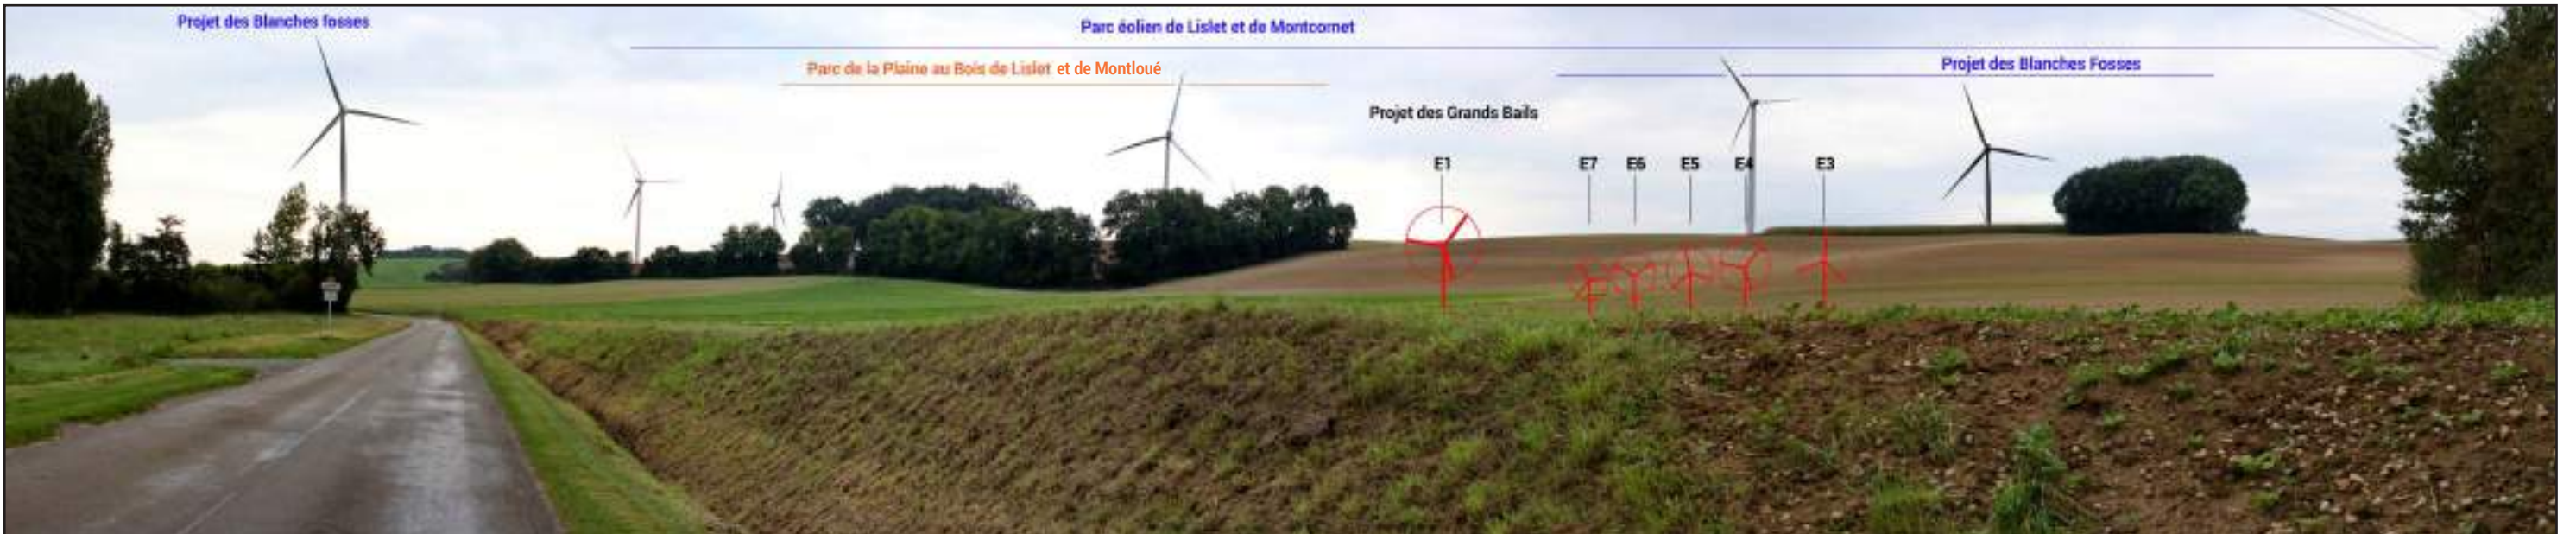 Projet des Blanches fosses
Parc éolien de Lislet et de Montcornet
Parc de la Plaine au Bois de Lislet et de Montloué
Projet des Blanches Fosses
Projet des Grands Bails
E1
E7
E6
E5
E4
E3